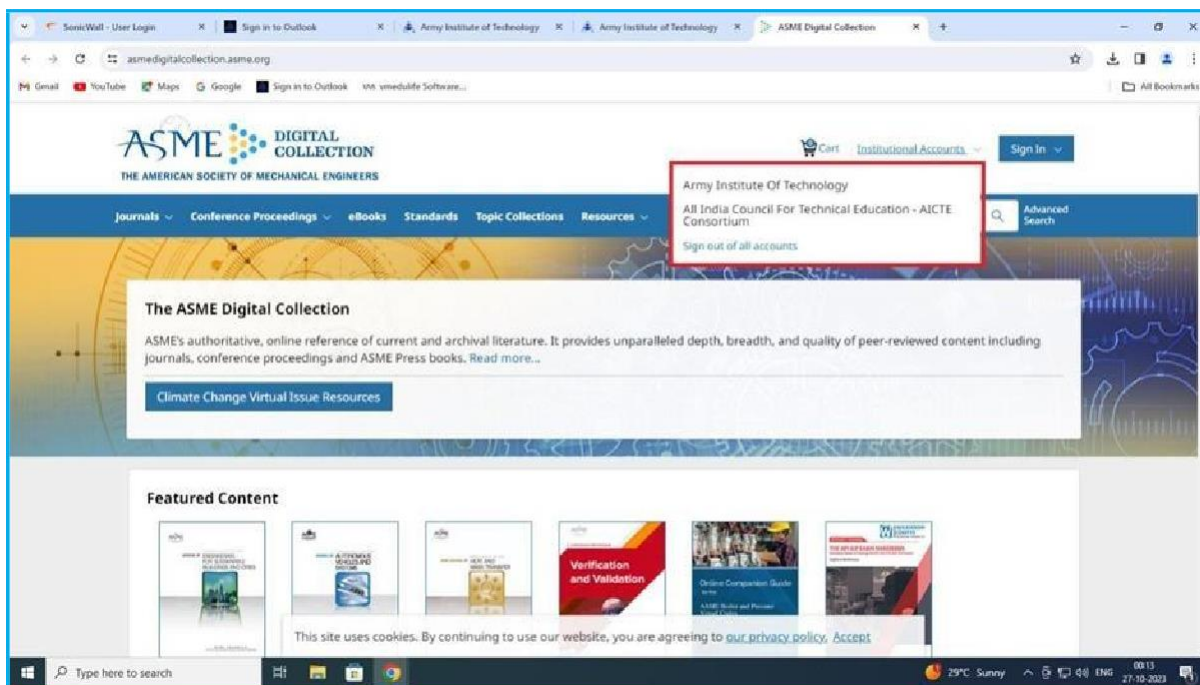 SonicWall - User Login
Sign in to Outlook
Army Institute of Technology
Army Institute of Technology
ASME Digital Collection
asmedigitalcollection.asme.org
Gmail YouTube Maps Google Sign in to Outlook vmedulife Software... All Bookmarks
ASME DIGITAL COLLECTION
THE AMERICAN SOCIETY OF MECHANICAL ENGINEERS
Cart Institutional Accounts Sign In
Army Institute Of Technology
All India Council For Technical Education - AICTE
Consortium
Sign out of all accounts
Journals Conference Proceedings eBooks Standards Topic Collections Resources
Advanced
Search
The ASME Digital Collection
ASME's authoritative, online reference of current and archival literature. It provides unparalleled depth, breadth, and quality of peer-reviewed content including
journals, conference proceedings and ASME Press books. Read more...
Climate Change Virtual Issue Resources
Featured Content
Verification
and Validation
Online Companion Guide
This site uses cookies. By continuing to use our website, you are agreeing to our privacy policy. Accept
Type here to search
29°C Sunny
ENG
00:13
27-10-2023